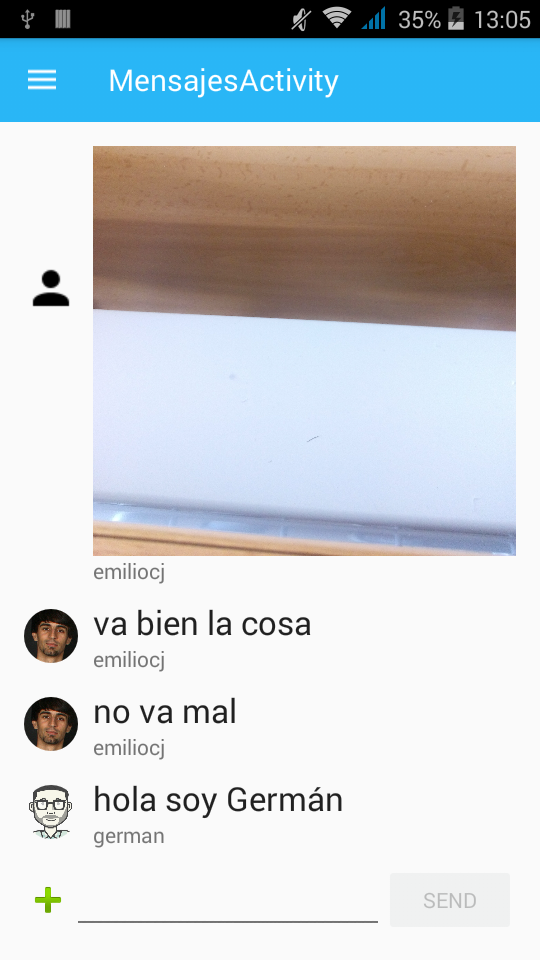 35% 13:05
MensajesActivity
emiliocj
va bien la cosa
emiliocj
no va mal
emiliocj
hola soy Germán
german
SEND